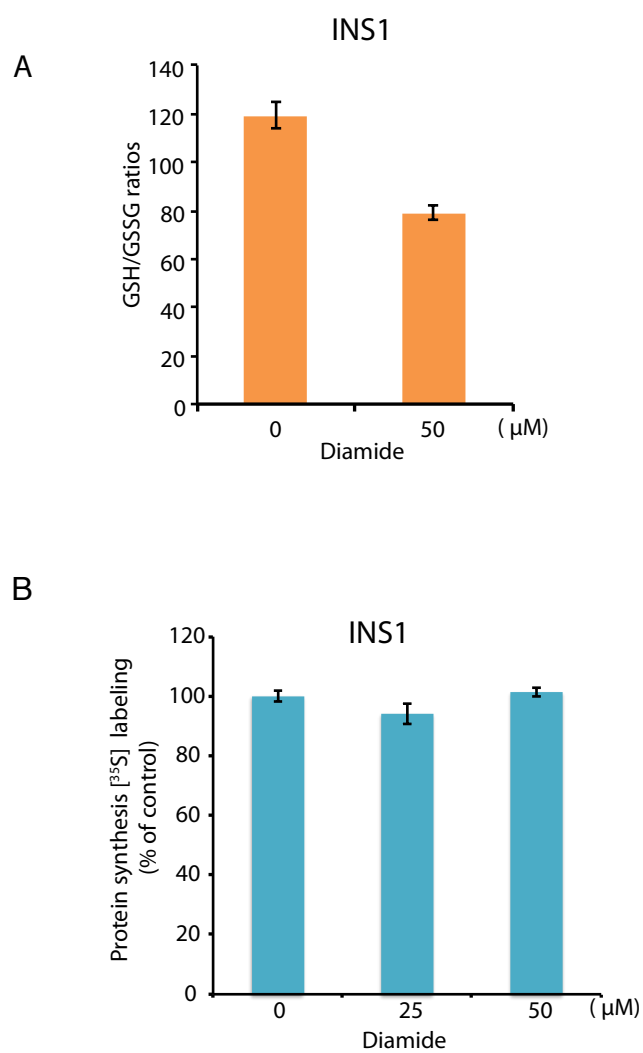 INS1
A
GSH/GSSG ratios
140
120
100
80
60
40
20
0
0 50 ( µM)
Diamide
B
INS1
Protein synthesis [³⁵S] labeling
(% of control)
120
100
80
60
40
20
0
0 25 50 ( µM)
Diamide